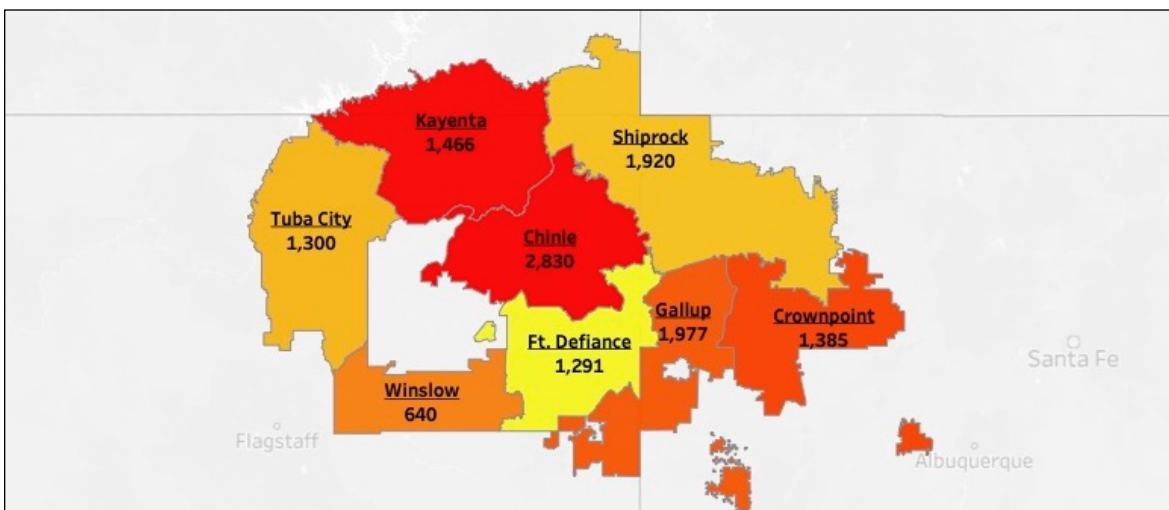 Kayenta
1,466
Shiprock
1,920
Tuba City
1,300
Chinle
2,830
Gallup
1,977
Crownpoint
1,385
Ft. Defiance
1,291
Winslow
640
Santa Fe
Flagstaff
Albuquerque